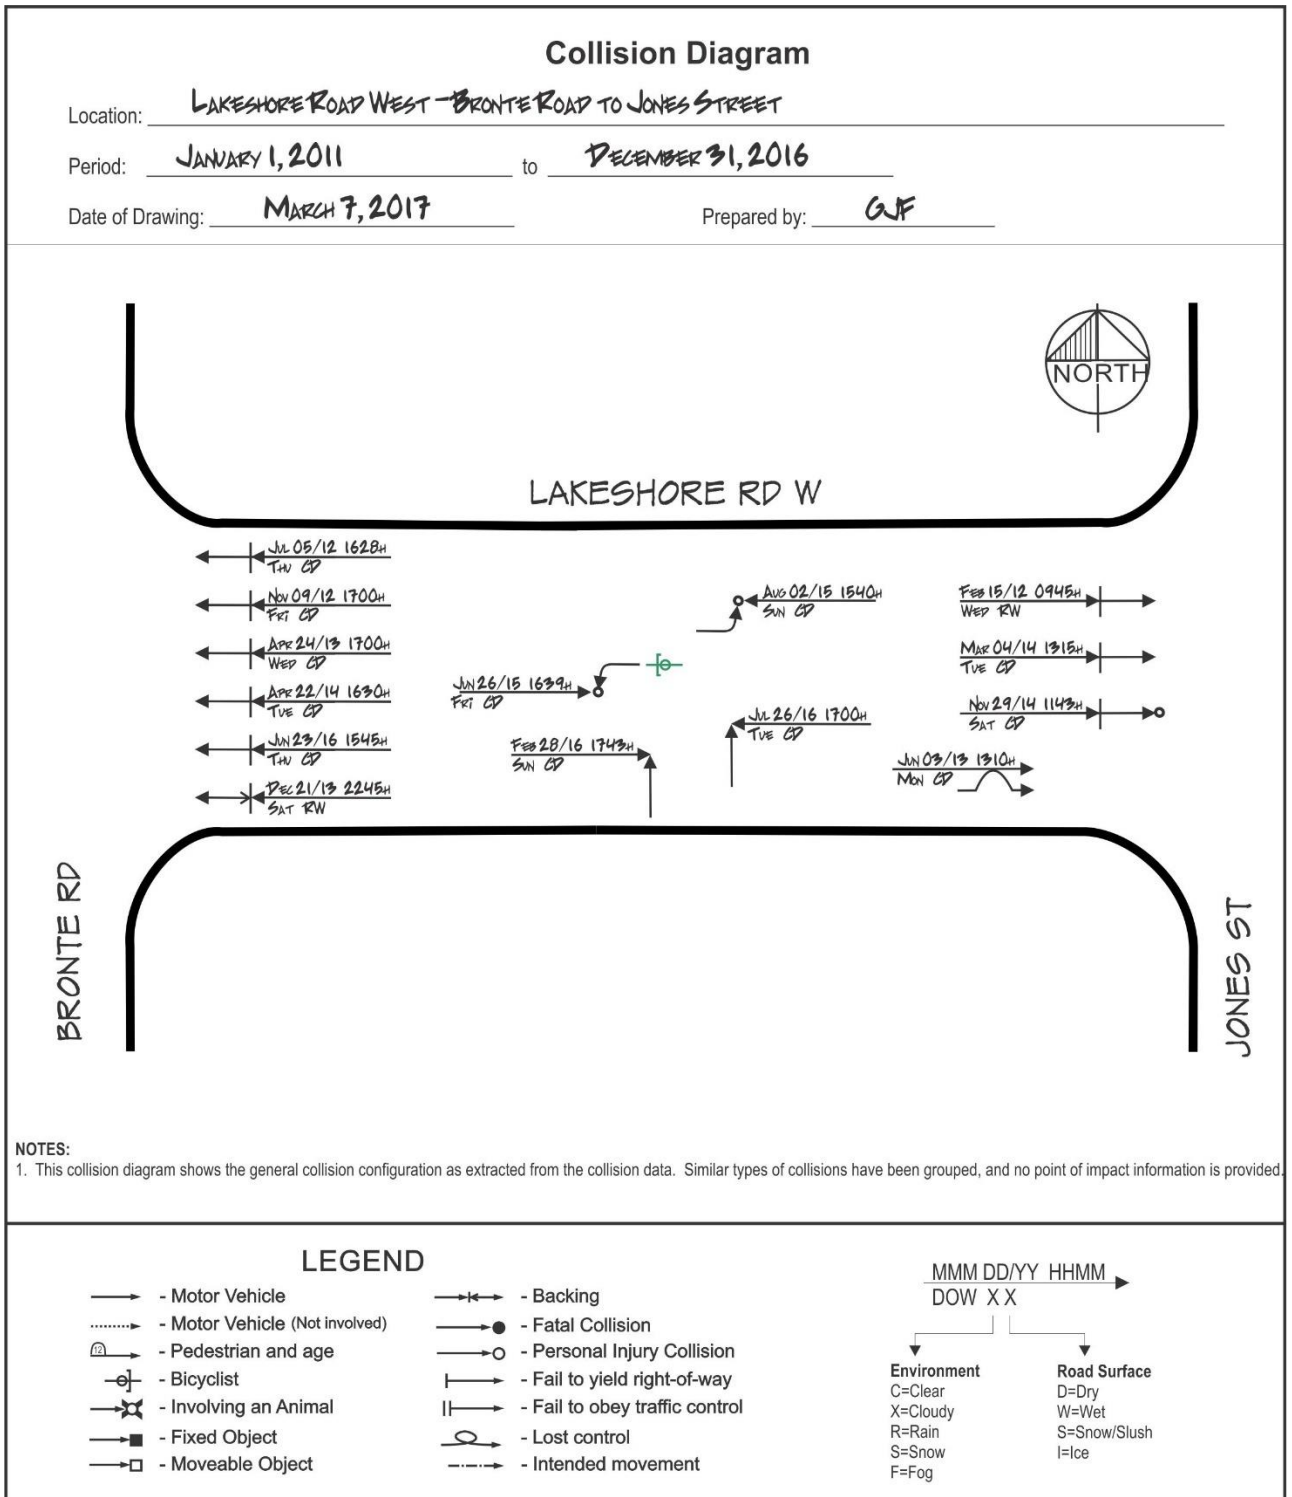 Collision Diagram
Location: LAKESHORE ROAD WEST - BRONTE ROAD TO JONES STREET
Period: JANUARY 1, 2011 to DECEMBER 31, 2016
Date of Drawing: MARCH 7, 2017 Prepared by: GJF
NORTH
LAKESHORE RD W
JUL 05/12 1628H
THU CD
NOV 09/12 1700H
FRI CD
APR 24/13 1700H
WED CD
APR 22/14 1630H
TUE CD
JUN 23/16 1545H
THU CD
DEC 21/13 2245H
SAT RW
AUG 02/15 1540H
SUN CD
JUN 26/15 1639H
FRI CD
JUL 26/16 1700H
TUE CD
FEB 28/16 1743H
SUN CD
FEB 15/12 0945H
WED RW
MAR 04/14 1315H
TUE CD
NOV 29/14 1143H
SAT CD
JUN 03/13 1310H
MON CD
BRONTE RD
JONES ST
NOTES:
1. This collision diagram shows the general collision configuration as extracted from the collision data. Similar types of collisions have been grouped, and no point of impact information is provided.
LEGEND
- Motor Vehicle
- Motor Vehicle (Not involved)
12 - Pedestrian and age
- Bicyclist
- Involving an Animal
- Fixed Object
- Moveable Object
- Backing
- Fatal Collision
- Personal Injury Collision
- Fail to yield right-of-way
- Fail to obey traffic control
- Lost control
- Intended movement
MMM DD/YY HHMM
DOW X X
Environment
C=Clear
X=Cloudy
R=Rain
S=Snow
F=Fog
Road Surface
D=Dry
W=Wet
S=Snow/Slush
I=Ice